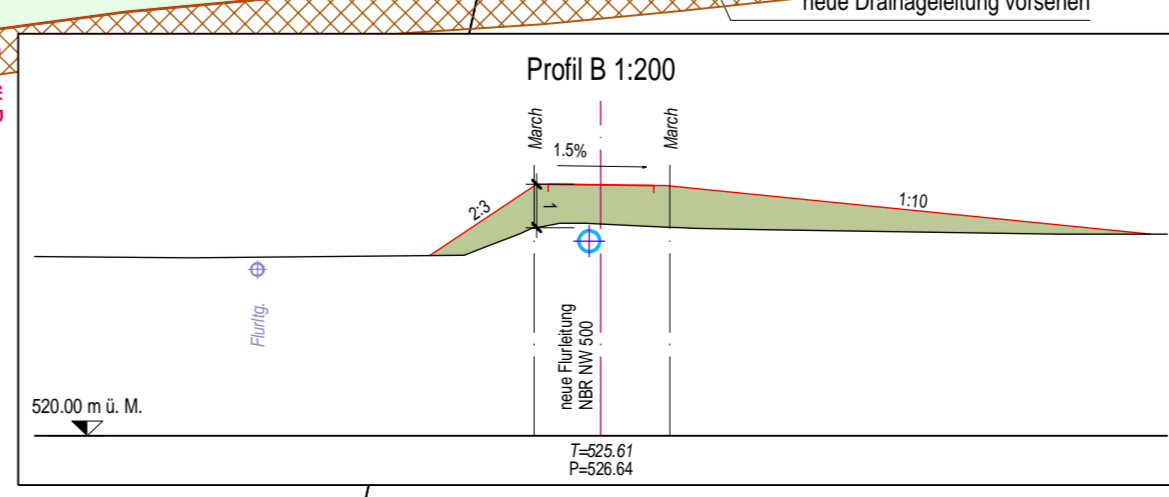 neue Drainageleitung vorsehen
Profil B 1:200
March
March
1.5%
2:3
1
1:10
Flurltg.
neue Flurleitung
NBR NW 500
520.00 m ü. M.
T=525.61
P=526.64